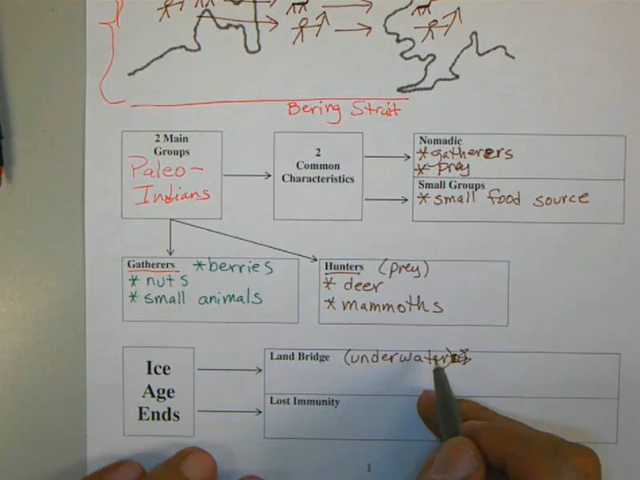 Bering Strait
2 Main
Groups
Paleo-
Indians
2
Common
Characteristics
Nomadic
*gatherers
*prey
Small Groups
* small food source
Gatherers *berries
* nuts
* small animals
Hunters (prey)
* deer
* mammoths
Ice
Age
Ends
Land Bridge (underwater)
Lost Immunity
1